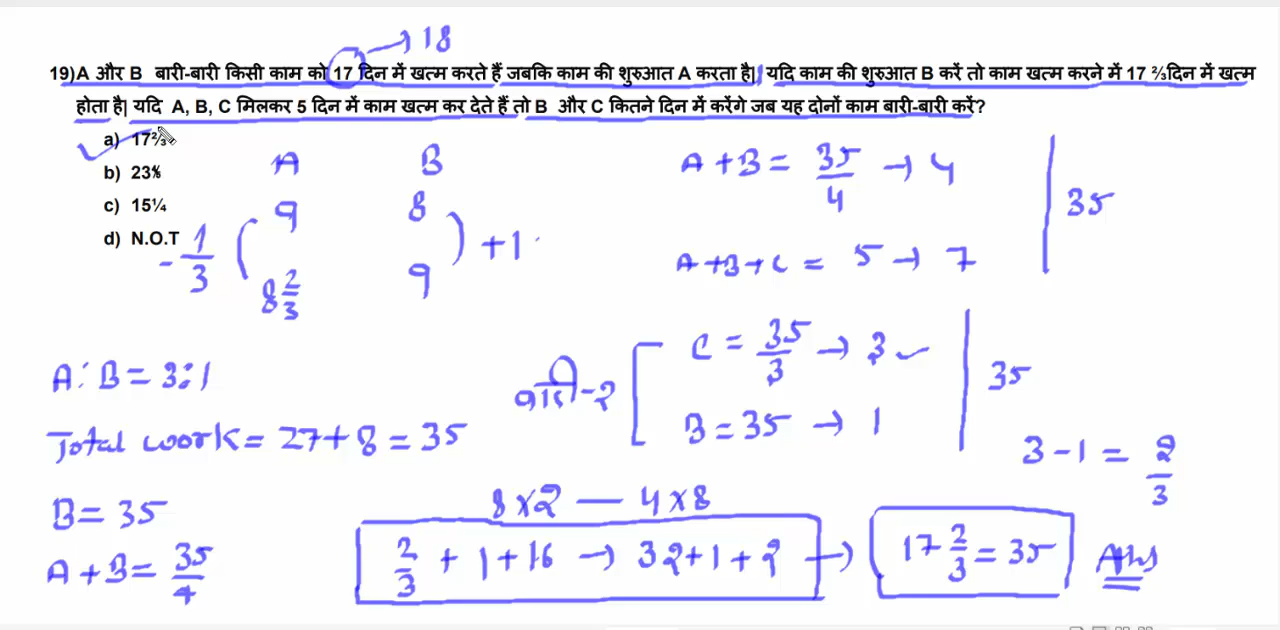 → 18
19)A और B बारी-बारी किसी काम को 17 दिन में खत्म करते हैं जबकि काम की शुरुआत A करता है| यदि काम की शुरुआत B करें तो काम खत्म करने में 17 ⅔दिन में खत्म
होता है| यदि A, B, C मिलकर 5 दिन में काम खत्म कर देते हैं तो B और C कितने दिन में करेंगे जब यह दोनों काम बारी-बारी करें?
a) 17⅔
c) 15¼
d) N.O.T
A B
9 8
-1/3 ( ) +1
8 2/3 9
A+B = 35/4 → 4
A+B+C = 5 → 7
35
A:B = 3:1
Total work = 27+8 = 35
B = 35
A+B = 35/4
बारी-२
C = 35/3 → 3 ✓
B = 35 → 1
35
3-1 = 2/3
8×2 — 4×8
2/3 + 1+16 → 32+1+2 → 17 2/3 = 35 Ans